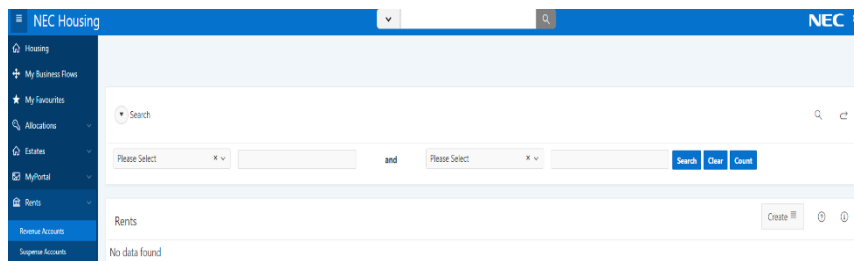 NEC Housing
NEC
Housing
My Business Flows
My Favourites
Allocations
Estates
MyPortal
Rents
Revenue Accounts
Suspense Accounts
Search
Please Select x and Please Select x Search Clear Count
Rents Create
No data found